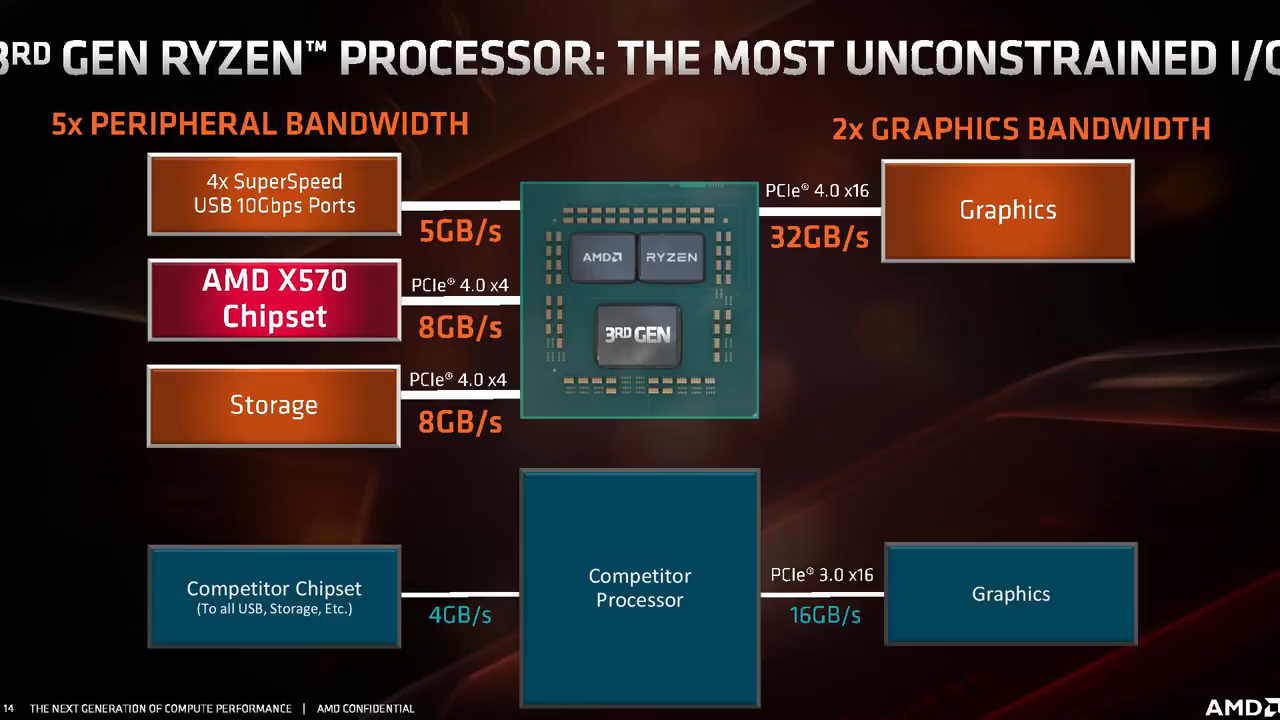 3RD GEN RYZEN™ PROCESSOR: THE MOST UNCONSTRAINED I/O
5x PERIPHERAL BANDWIDTH
2x GRAPHICS BANDWIDTH
4x SuperSpeed
USB 10Gbps Ports
5GB/s
AMD X570
Chipset
PCIe® 4.0 x4
8GB/s
Storage
PCIe® 4.0 x4
8GB/s
AMD
RYZEN
3RD GEN
PCIe® 4.0 x16
32GB/s
Graphics
Competitor Chipset
(To all USB, Storage, Etc.)
4GB/s
Competitor
Processor
PCIe® 3.0 x16
16GB/s
Graphics
14 THE NEXT GENERATION OF COMPUTE PERFORMANCE | AMD CONFIDENTIAL
AMD